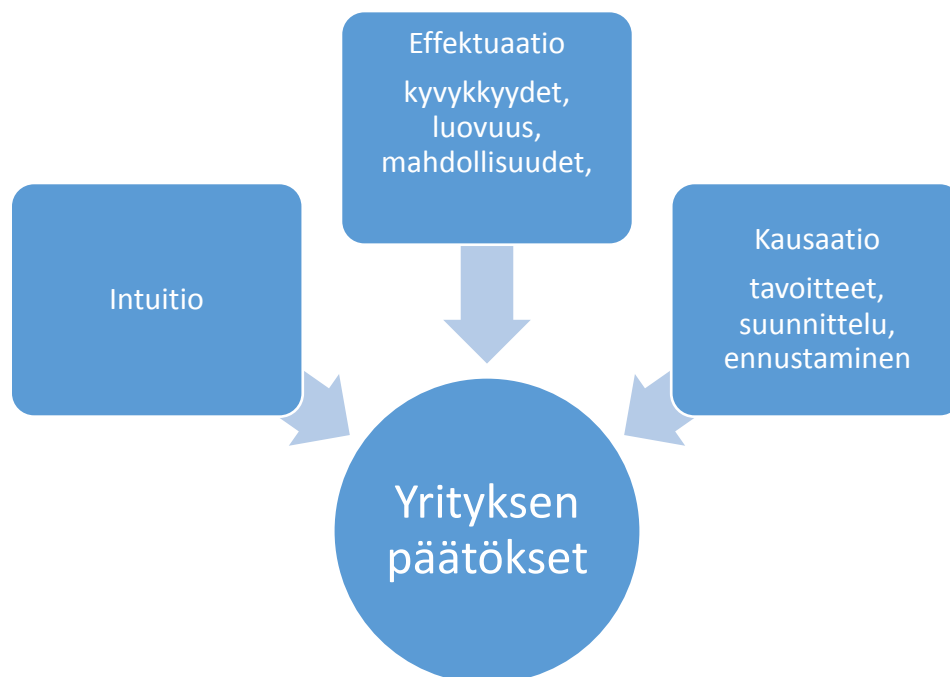 Effektuaatio
kyvykkyydet,
luovuus,
mahdollisuudet,
Intuitio
Kausaatio
tavoitteet,
suunnittelu,
ennustaminen
Yrityksen
päätökset